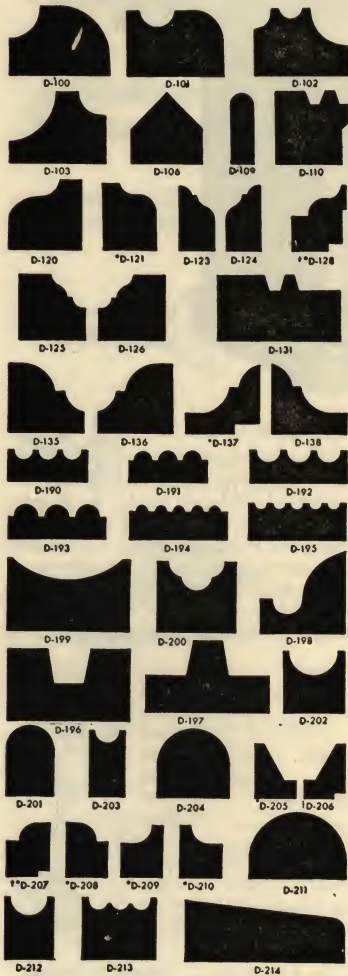 D-100 D-101 D-102
D-103 D-106 D-109 D-110
D-120 *D-121 D-123 D-124 †*D-128
D-125 D-126 D-131
D-135 D-136 *D-137 D-138
D-190 D-191 D-192
D-193 D-194 D-195
D-199 D-200 D-198
D-196 D-197 D-202
D-201 D-203 D-204 †D-205 †D-206
†*D-207 *D-208 *D-209 *D-210 D-211
D-212 D-213 D-214